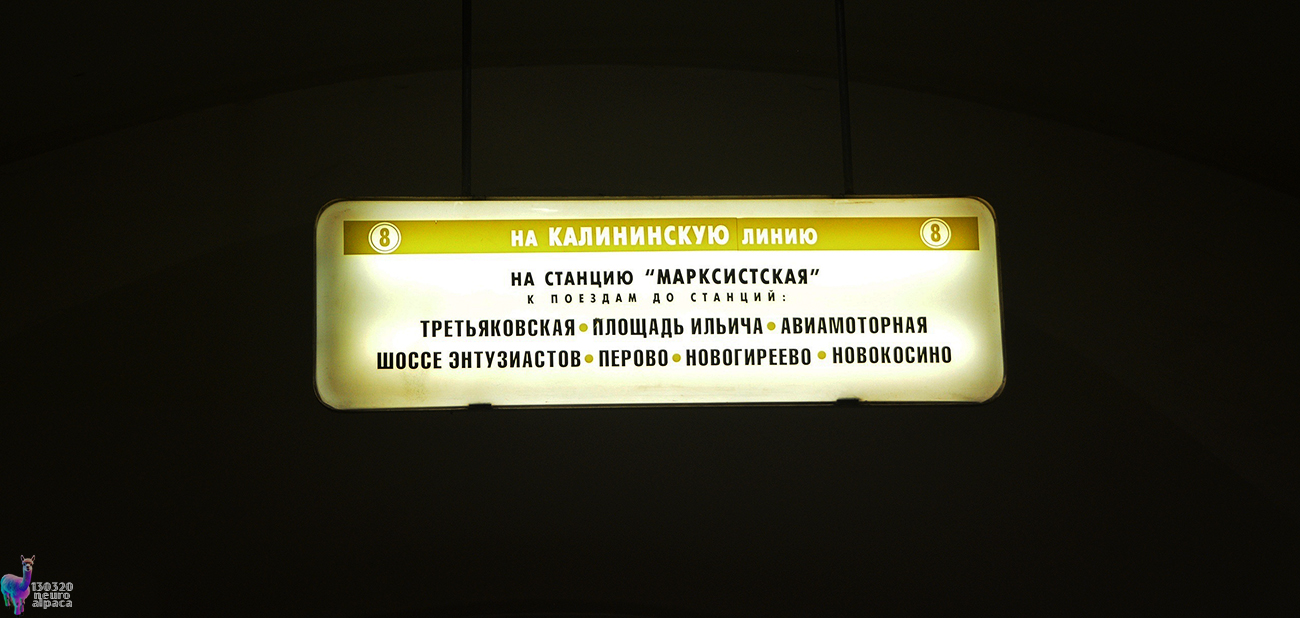 8 НА КАЛИНИНСКУЮ ЛИНИЮ 8
НА СТАНЦИЮ "МАРКСИСТСКАЯ"
К ПОЕЗДАМ ДО СТАНЦИЙ:
ТРЕТЬЯКОВСКАЯ • ПЛОЩАДЬ ИЛЬИЧА • АВИАМОТОРНАЯ
ШОССЕ ЭНТУЗИАСТОВ • ПЕРОВО • НОВОГИРЕЕВО • НОВОКОСИНО
130320
neuro
alpaca